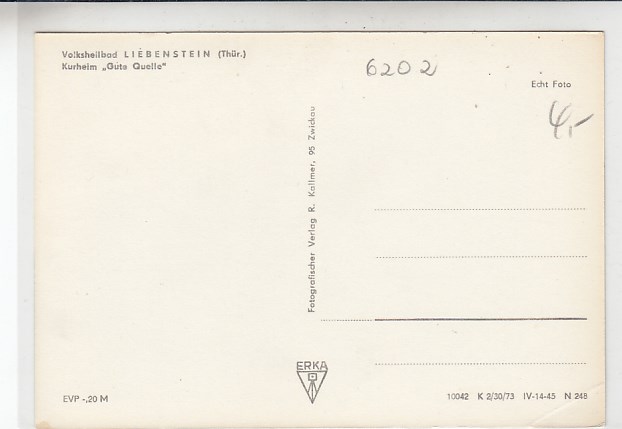 Volksheilbad LIEBENSTEIN (Thür.)
Kurheim „Gute Quelle"
6202
Echt Foto
4,-
Fotografischer Verlag R. Kallmer, 95 Zwickau
ERKA
EVP -,20 M
10042 K 2/30/73 IV-14-45 N 248